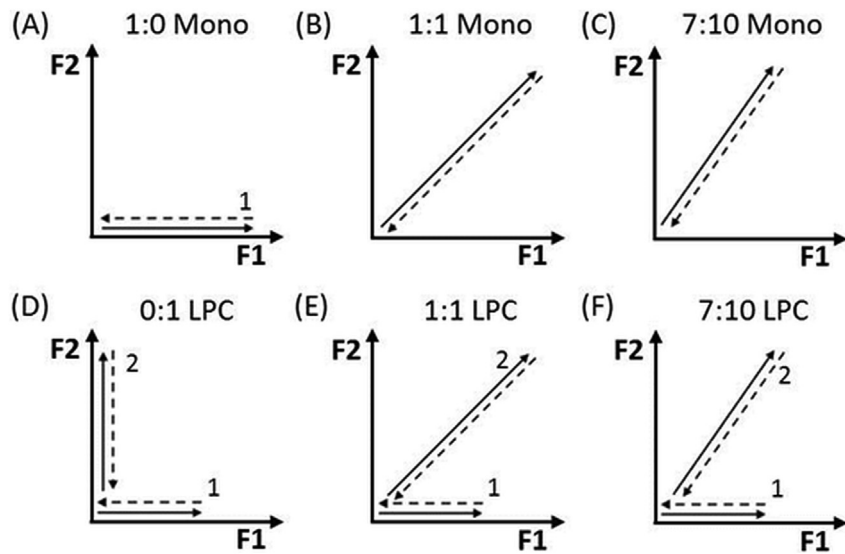 (A) 1:0 Mono
F2
1
F1
(B) 1:1 Mono
F2
F1
(C) 7:10 Mono
F2
F1
(D) 0:1 LPC
F2
2
1
F1
(E) 1:1 LPC
F2
2
1
F1
(F) 7:10 LPC
F2
2
1
F1